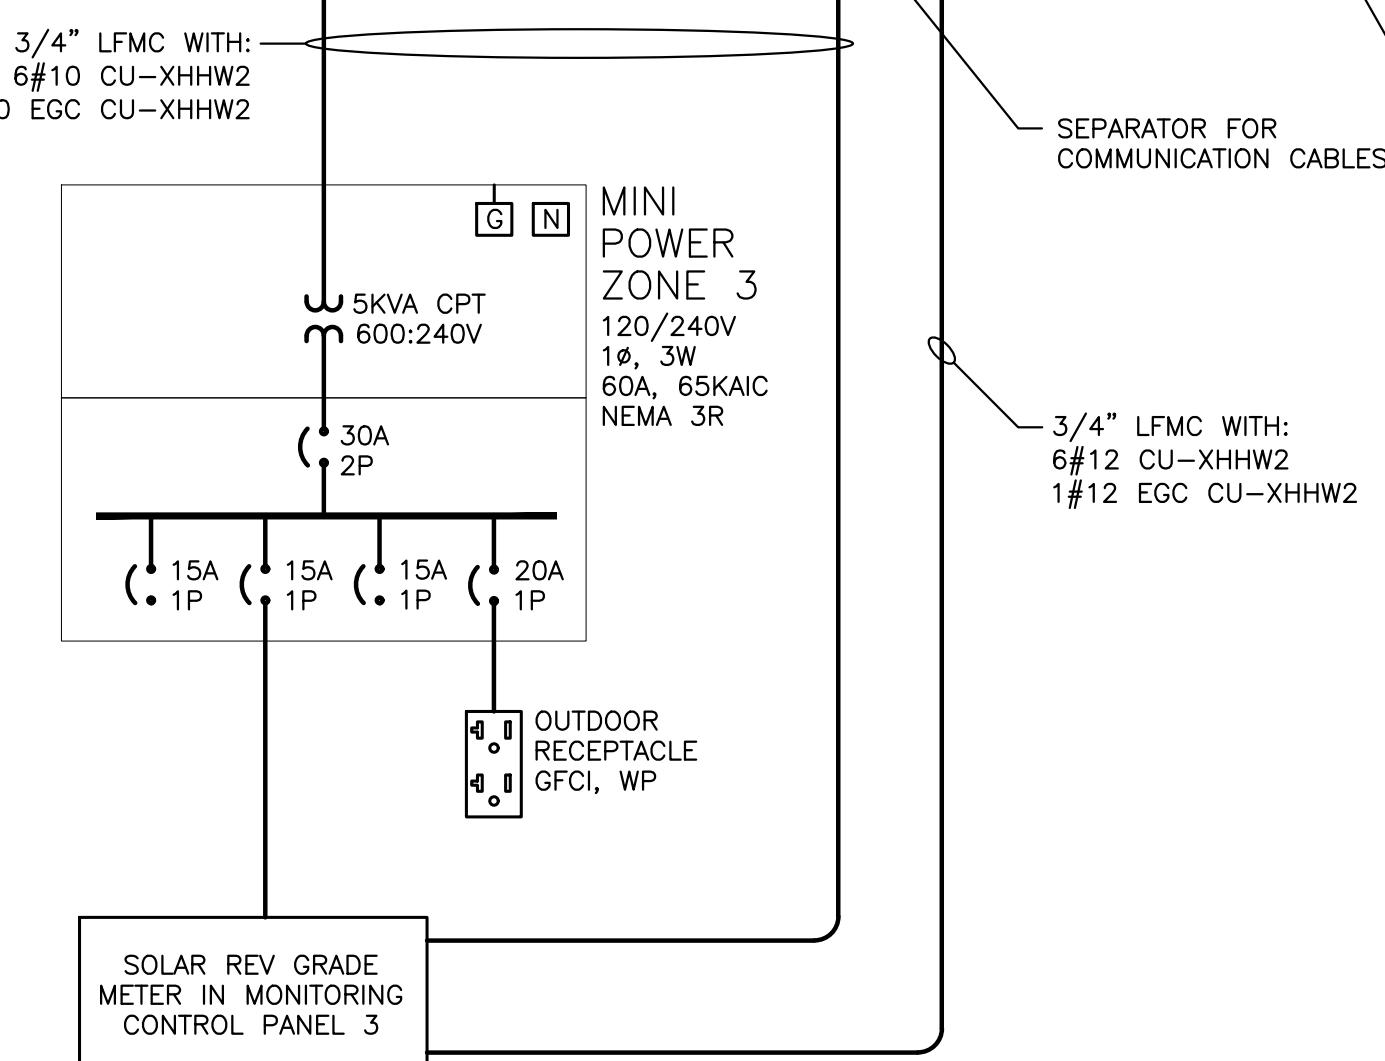 3/4” LFMC WITH:
6#10 CU-XHHW2
0 EGC CU-XHHW2
SEPARATOR FOR
COMMUNICATION CABLES
G N
MINI
POWER
ZONE 3
120/240V
1ø, 3W
60A, 65KAIC
NEMA 3R
5KVA CPT
600:240V
30A
2P
3/4” LFMC WITH:
6#12 CU-XHHW2
1#12 EGC CU-XHHW2
15A
1P
15A
1P
15A
1P
20A
1P
OUTDOOR
RECEPTACLE
GFCI, WP
SOLAR REV GRADE
METER IN MONITORING
CONTROL PANEL 3